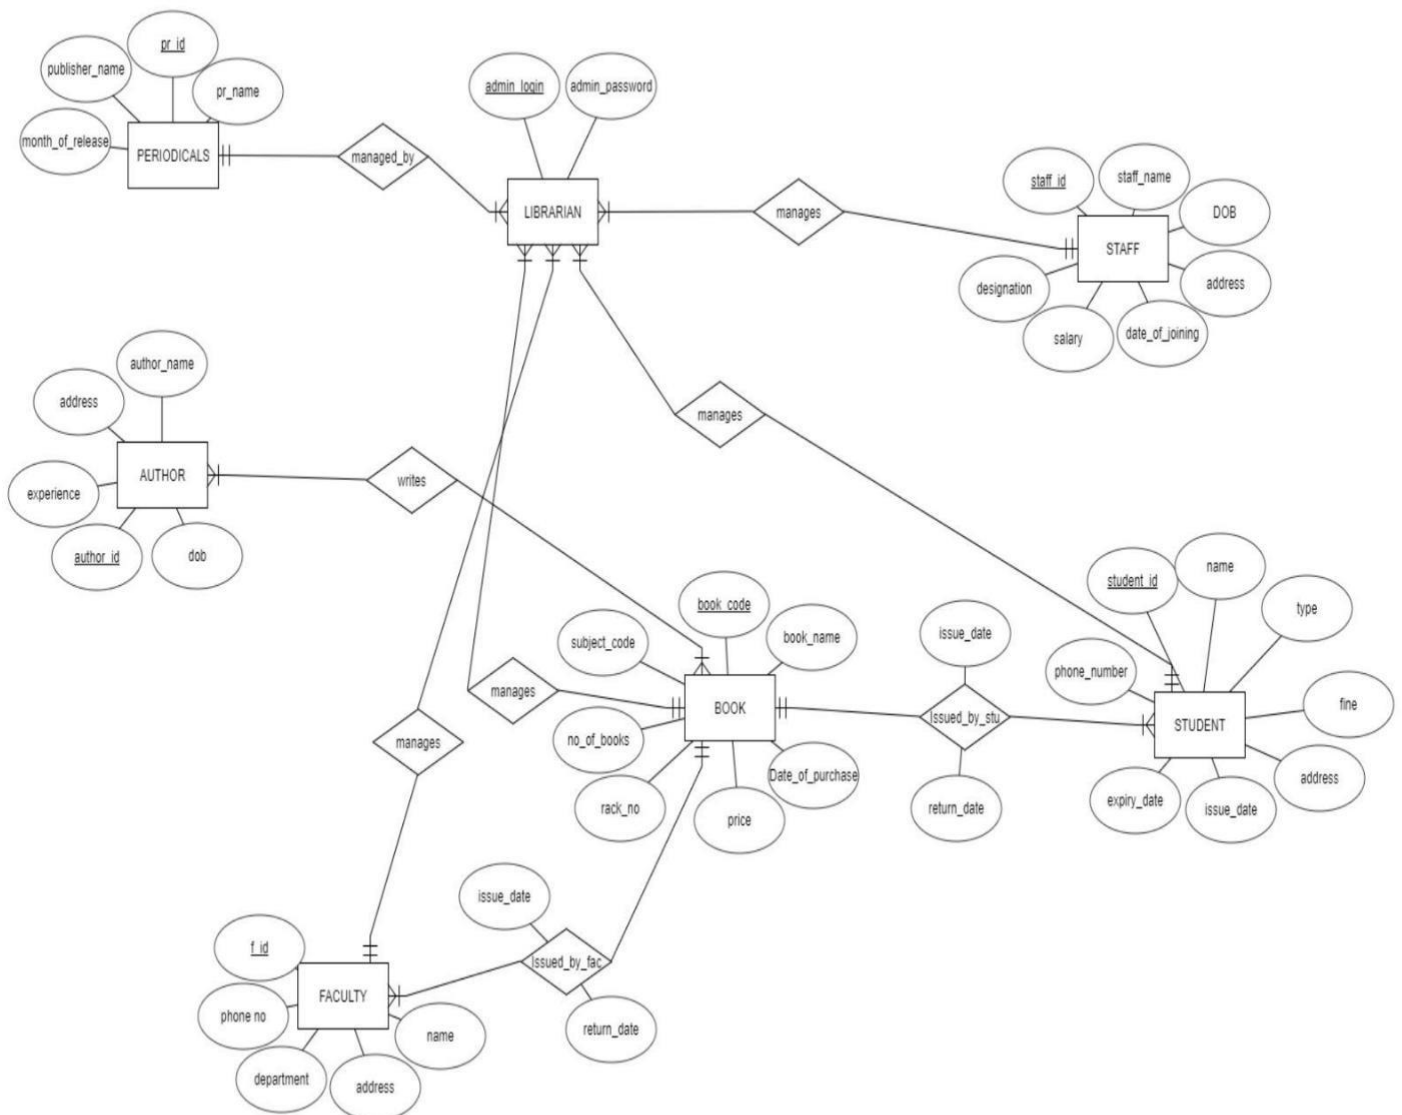 pr_id
publisher_name
pr_name
month_of_release
PERIODICALS
managed_by
admin_login
admin_password
LIBRARIAN
manages
staff_id
staff_name
DOB
STAFF
designation
address
salary
date_of_joining
author_name
address
AUTHOR
experience
author_id
dob
writes
manages
book_code
subject_code
book_name
manages
BOOK
no_of_books
rack_no
price
Date_of_purchase
issue_date
Issued_by_stu
return_date
student_id
name
type
phone_number
STUDENT
fine
address
expiry_date
issue_date
manages
issue_date
Issued_by_fac
return_date
f_id
FACULTY
phone no
name
department
address